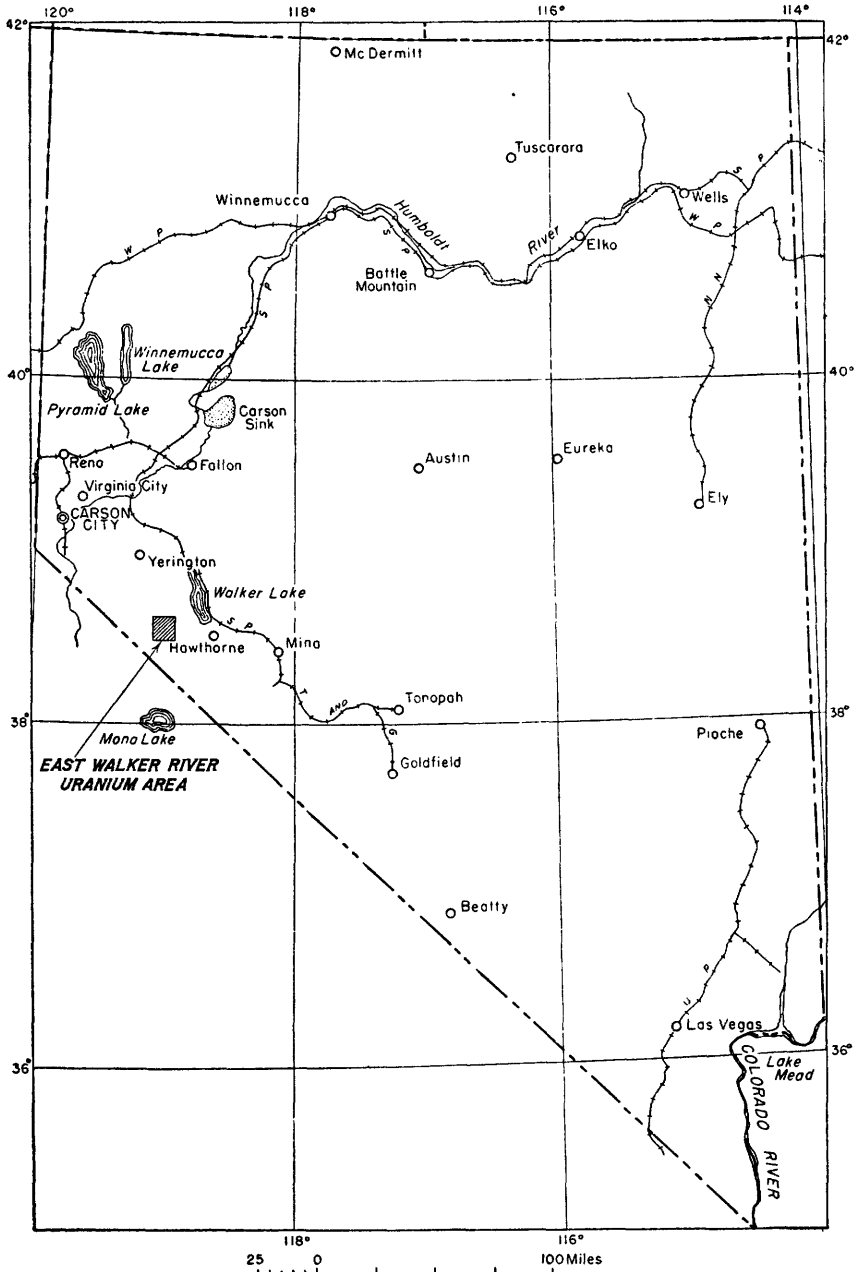 120°
118°
116°
114°
42°
42°
Mc Dermitt
Tuscarara
Winnemucca
Humboldt
River
Wells
S P
W P
W P
S P
Elko
Battle
Mountain
S P
N N
Winnemucca
Lake
40°
40°
Pyramid Lake
Carson
Sink
Reno
Fallon
Austin
Eureka
Virginia City
Ely
CARSON
CITY
Yerington
Walker Lake
S P
Hawthorne
Mina
T AND G
Tonopah
38°
38°
Mono Lake
Pioche
EAST WALKER RIVER
URANIUM AREA
Goldfield
Beatty
U P
Las Vegas
36°
36°
Lake
Mead
COLORADO RIVER
118°
116°
25 0 100 Miles